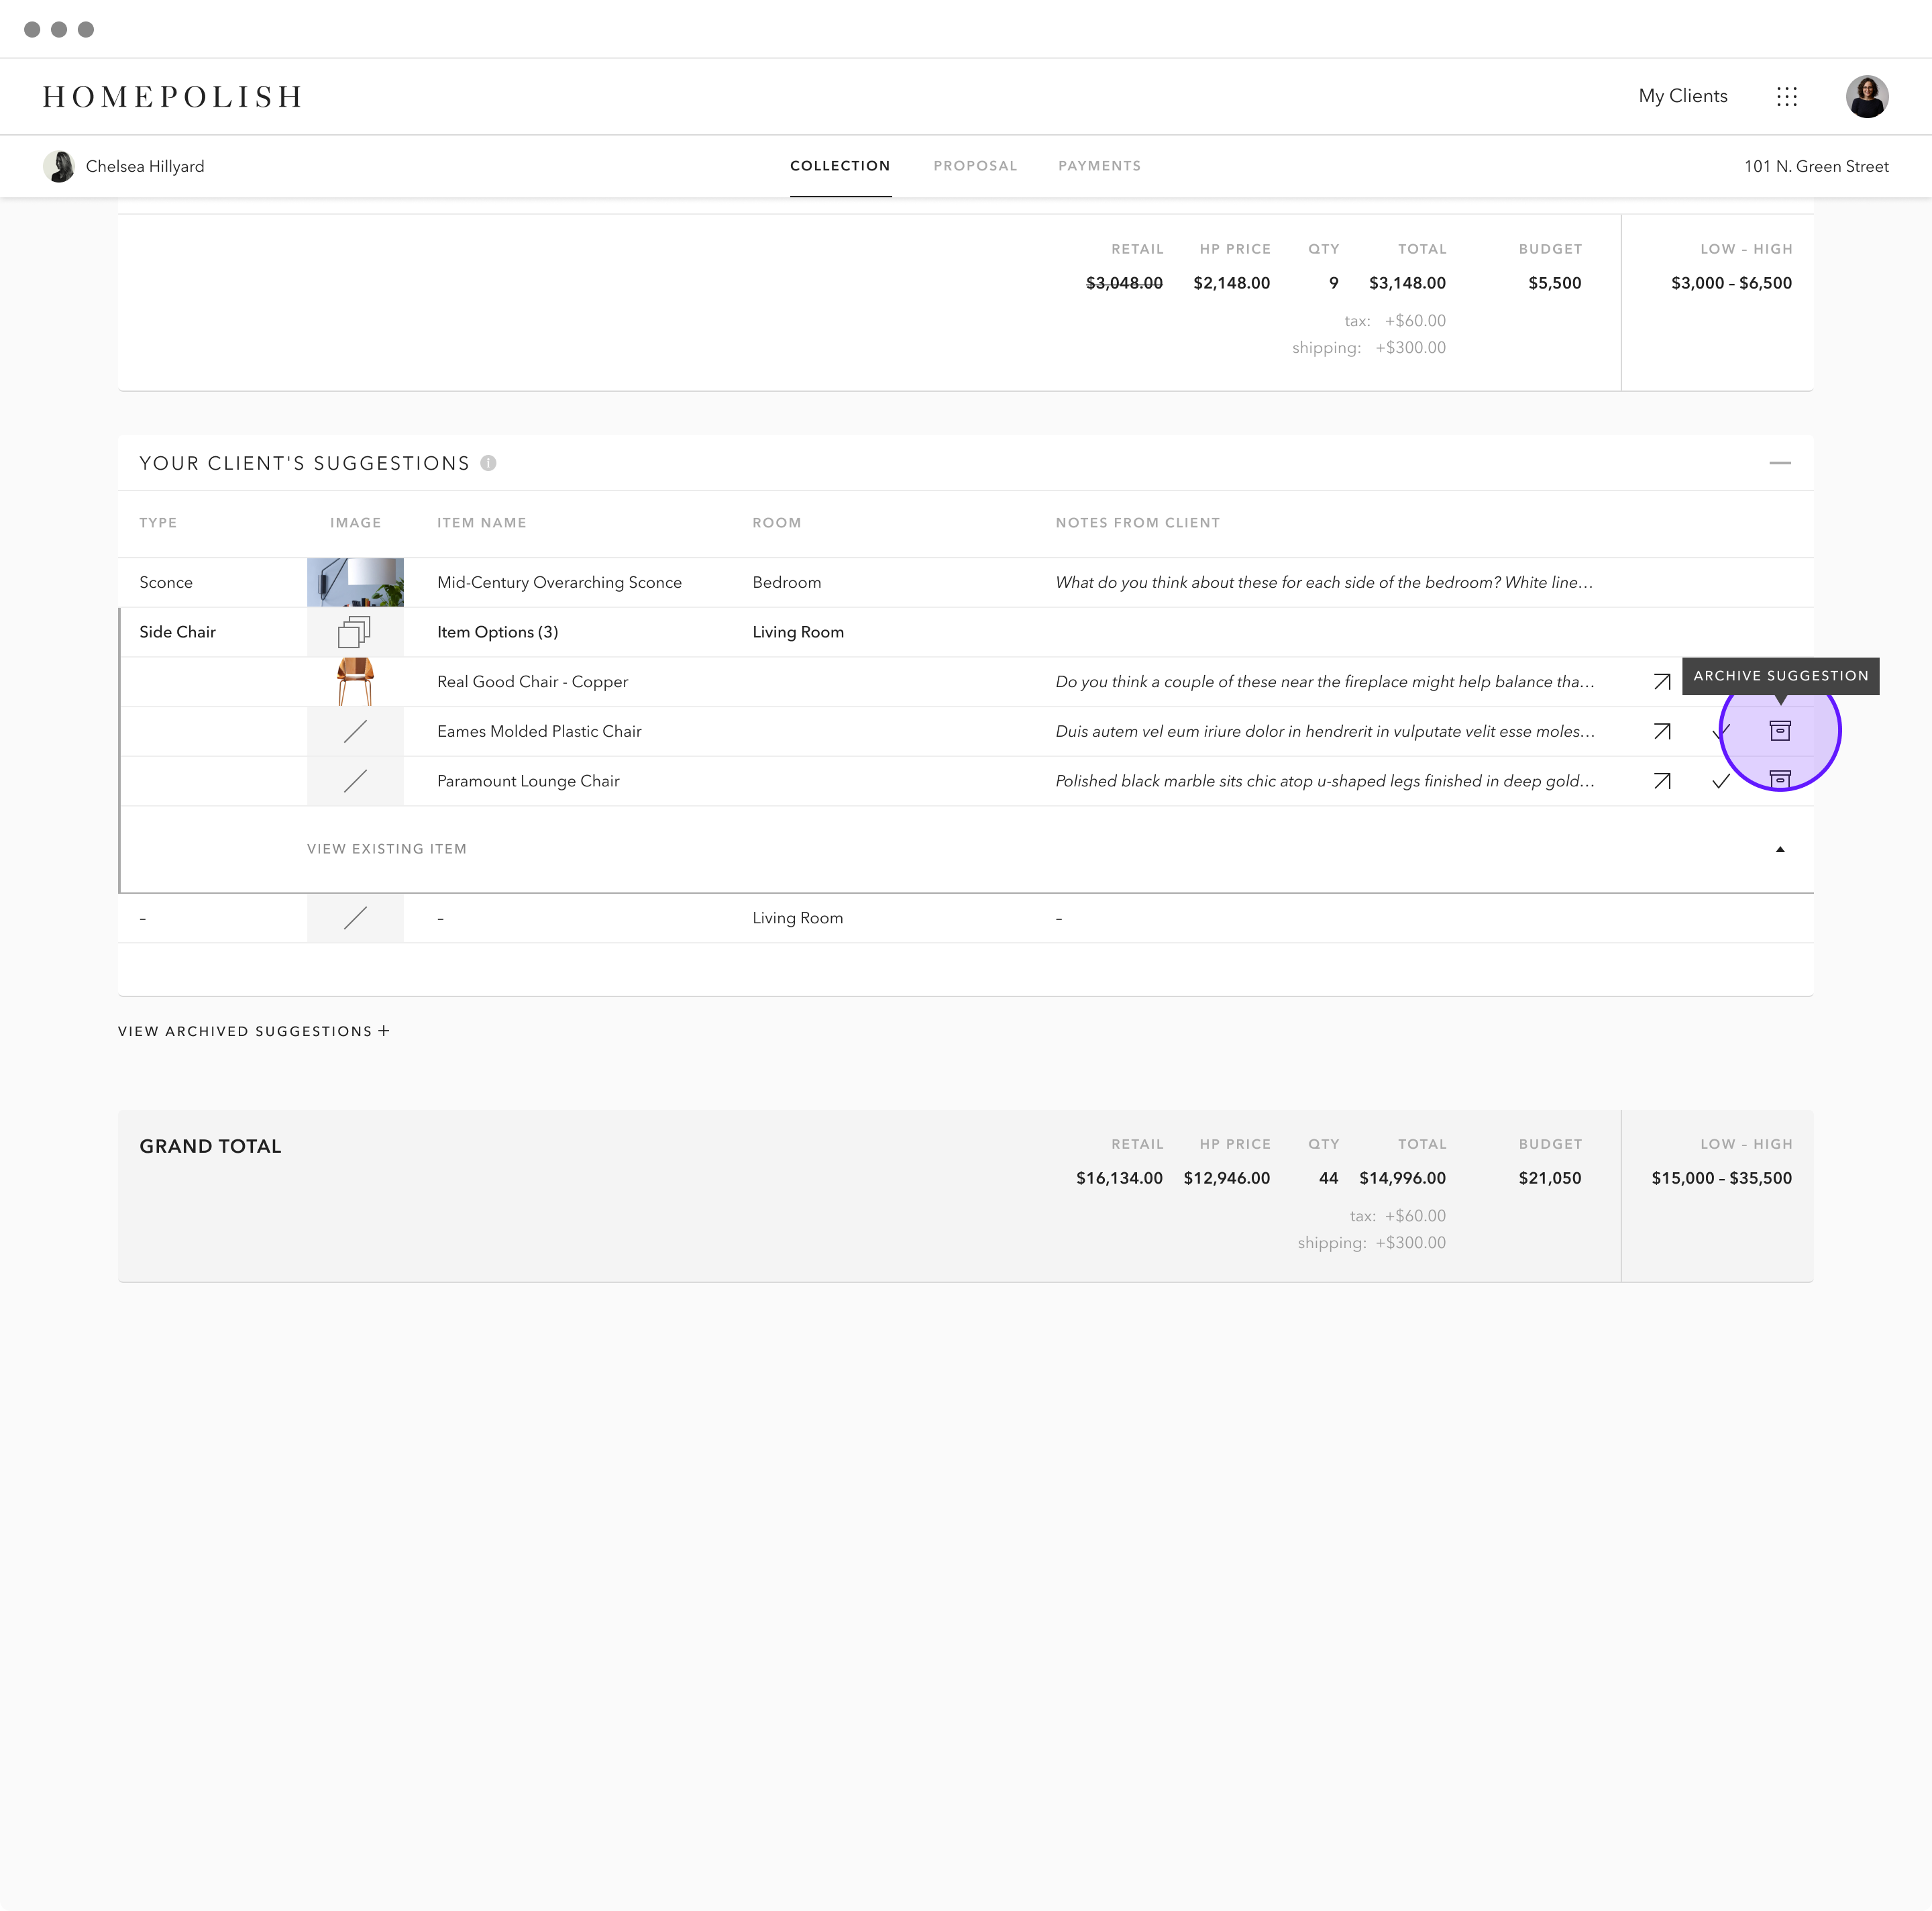 HOMEPOLISH
My Clients
Chelsea Hillyard
COLLECTION PROPOSAL PAYMENTS
101 N. Green Street
RETAIL HP PRICE QTY TOTAL BUDGET LOW – HIGH
$3,048.00 $2,148.00 9 $3,148.00 $5,500 $3,000 – $6,500
tax: +$60.00
shipping: +$300.00
YOUR CLIENT'S SUGGESTIONS
TYPE IMAGE ITEM NAME ROOM NOTES FROM CLIENT
Sconce Mid-Century Overarching Sconce Bedroom What do you think about these for each side of the bedroom? White line…
Side Chair Item Options (3) Living Room
Real Good Chair - Copper Do you think a couple of these near the fireplace might help balance tha…
ARCHIVE SUGGESTION
Eames Molded Plastic Chair Duis autem vel eum iriure dolor in hendrerit in vulputate velit esse moles…
Paramount Lounge Chair Polished black marble sits chic atop u-shaped legs finished in deep gold…
VIEW EXISTING ITEM
– – Living Room –
VIEW ARCHIVED SUGGESTIONS +
GRAND TOTAL
RETAIL HP PRICE QTY TOTAL BUDGET LOW – HIGH
$16,134.00 $12,946.00 44 $14,996.00 $21,050 $15,000 – $35,500
tax: +$60.00
shipping: +$300.00